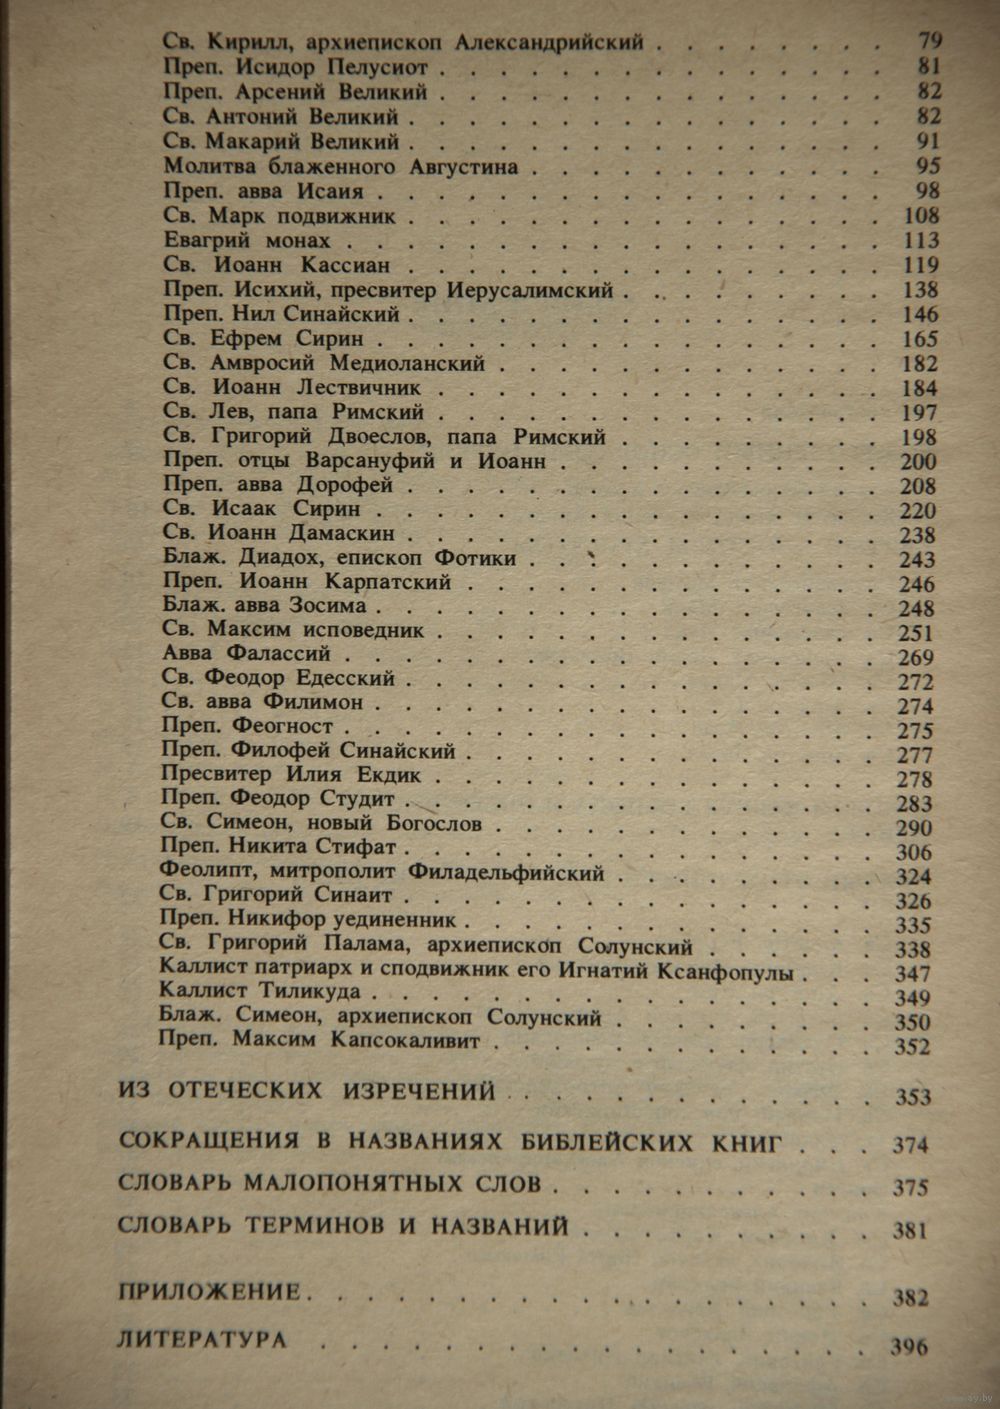 Св. Кирилл, архиепископ Александрийский . . . . . . . . 79
Преп. Исидор Пелусиот . . . . . . . . . . . . . . . 81
Преп. Арсений Великий . . . . . . . . . . . . . . . 82
Св. Антоний Великий . . . . . . . . . . . . . . . . 82
Св. Макарий Великий . . . . . . . . . . . . . . . . 91
Молитва блаженного Августина . . . . . . . . . . . . 95
Преп. авва Исаия . . . . . . . . . . . . . . . . . 98
Св. Марк подвижник . . . . . . . . . . . . . . . . 108
Евагрий монах . . . . . . . . . . . . . . . . . . 113
Св. Иоанн Кассиан . . . . . . . . . . . . . . . . 119
Преп. Исихий, пресвитер Иерусалимский . . . . . . . . . 138
Преп. Нил Синайский . . . . . . . . . . . . . . . . 146
Св. Ефрем Сирин . . . . . . . . . . . . . . . . . 165
Св. Амвросий Медиоланский . . . . . . . . . . . . . 182
Св. Иоанн Лествичник . . . . . . . . . . . . . . . 184
Св. Лев, папа Римский . . . . . . . . . . . . . . . 197
Св. Григорий Двоеслов, папа Римский . . . . . . . . . 198
Преп. отцы Варсануфий и Иоанн . . . . . . . . . . . 200
Преп. авва Дорофей . . . . . . . . . . . . . . . . 208
Св. Исаак Сирин . . . . . . . . . . . . . . . . . 220
Св. Иоанн Дамаскин . . . . . . . . . . . . . . . . 238
Блаж. Диадох, епископ Фотики . . . . . . . . . . . . 243
Преп. Иоанн Карпатский . . . . . . . . . . . . . . 246
Блаж. авва Зосима . . . . . . . . . . . . . . . . . 248
Св. Максим исповедник . . . . . . . . . . . . . . . 251
Авва Фалассий . . . . . . . . . . . . . . . . . . 269
Св. Феодор Едесский . . . . . . . . . . . . . . . . 272
Св. авва Филимон . . . . . . . . . . . . . . . . . 274
Преп. Феогност . . . . . . . . . . . . . . . . . . 275
Преп. Филофей Синайский . . . . . . . . . . . . . . 277
Пресвитер Илия Екдик . . . . . . . . . . . . . . . 278
Преп. Феодор Студит . . . . . . . . . . . . . . . . 283
Св. Симеон, новый Богослов . . . . . . . . . . . . . 290
Преп. Никита Стифат . . . . . . . . . . . . . . . . 306
Феолипт, митрополит Филадельфийский . . . . . . . . . 324
Св. Григорий Синаит . . . . . . . . . . . . . . . . 326
Преп. Никифор уединенник . . . . . . . . . . . . . . 335
Св. Григорий Палама, архиепископ Солунский . . . . . . 338
Каллист патриарх и сподвижник его Игнатий Ксанфопулы . . . 347
Каллист Тиликуда . . . . . . . . . . . . . . . . . 349
Блаж. Симеон, архиепископ Солунский . . . . . . . . . 350
Преп. Максим Капсокаливит . . . . . . . . . . . . . 352
ИЗ ОТЕЧЕСКИХ ИЗРЕЧЕНИЙ . . . . . . . . . . . . . 353
СОКРАЩЕНИЯ В НАЗВАНИЯХ БИБЛЕЙСКИХ КНИГ . . . 374
СЛОВАРЬ МАЛОПОНЯТНЫХ СЛОВ . . . . . . . . . . . 375
СЛОВАРЬ ТЕРМИНОВ И НАЗВАНИЙ . . . . . . . . . . 381
ПРИЛОЖЕНИЕ . . . . . . . . . . . . . . . . . . . 382
ЛИТЕРАТУРА . . . . . . . . . . . . . . . . . . 396